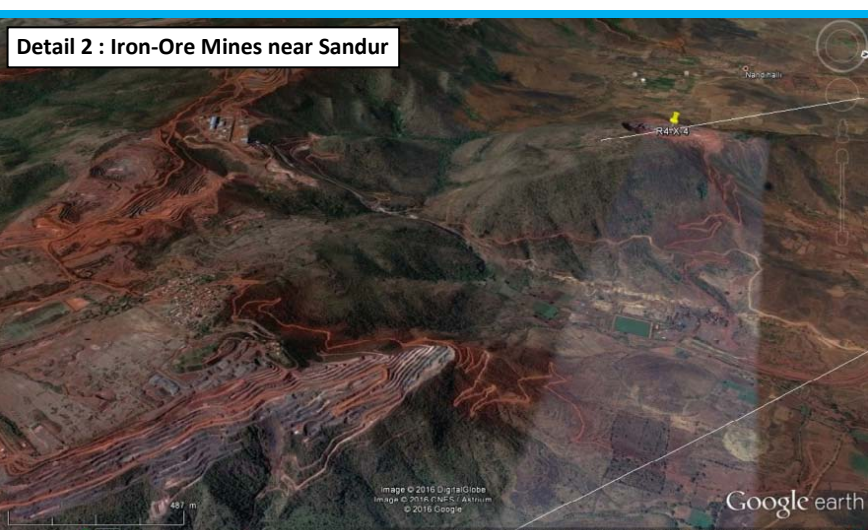 Detail 2 : Iron-Ore Mines near Sandur
Nandihalli
R4rX-4
Image © 2016 DigitalGlobe
Image © 2016 CNES / Astrium
© 2016 Google
487 m
Google earth